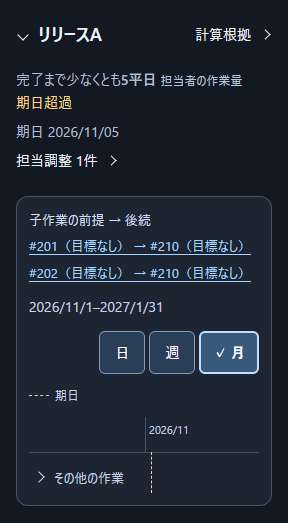 リリースA
計算根拠
完了まで少なくとも5平日 担当者の作業量
期日超過
期日 2026/11/05
担当調整 1件
子作業の前提 → 後続
#201（目標なし） → #210（目標なし）
#202（目標なし） → #210（目標なし）
2026/11/1–2027/1/31
日
週
✓ 月
---- 期日
2026/11
その他の作業